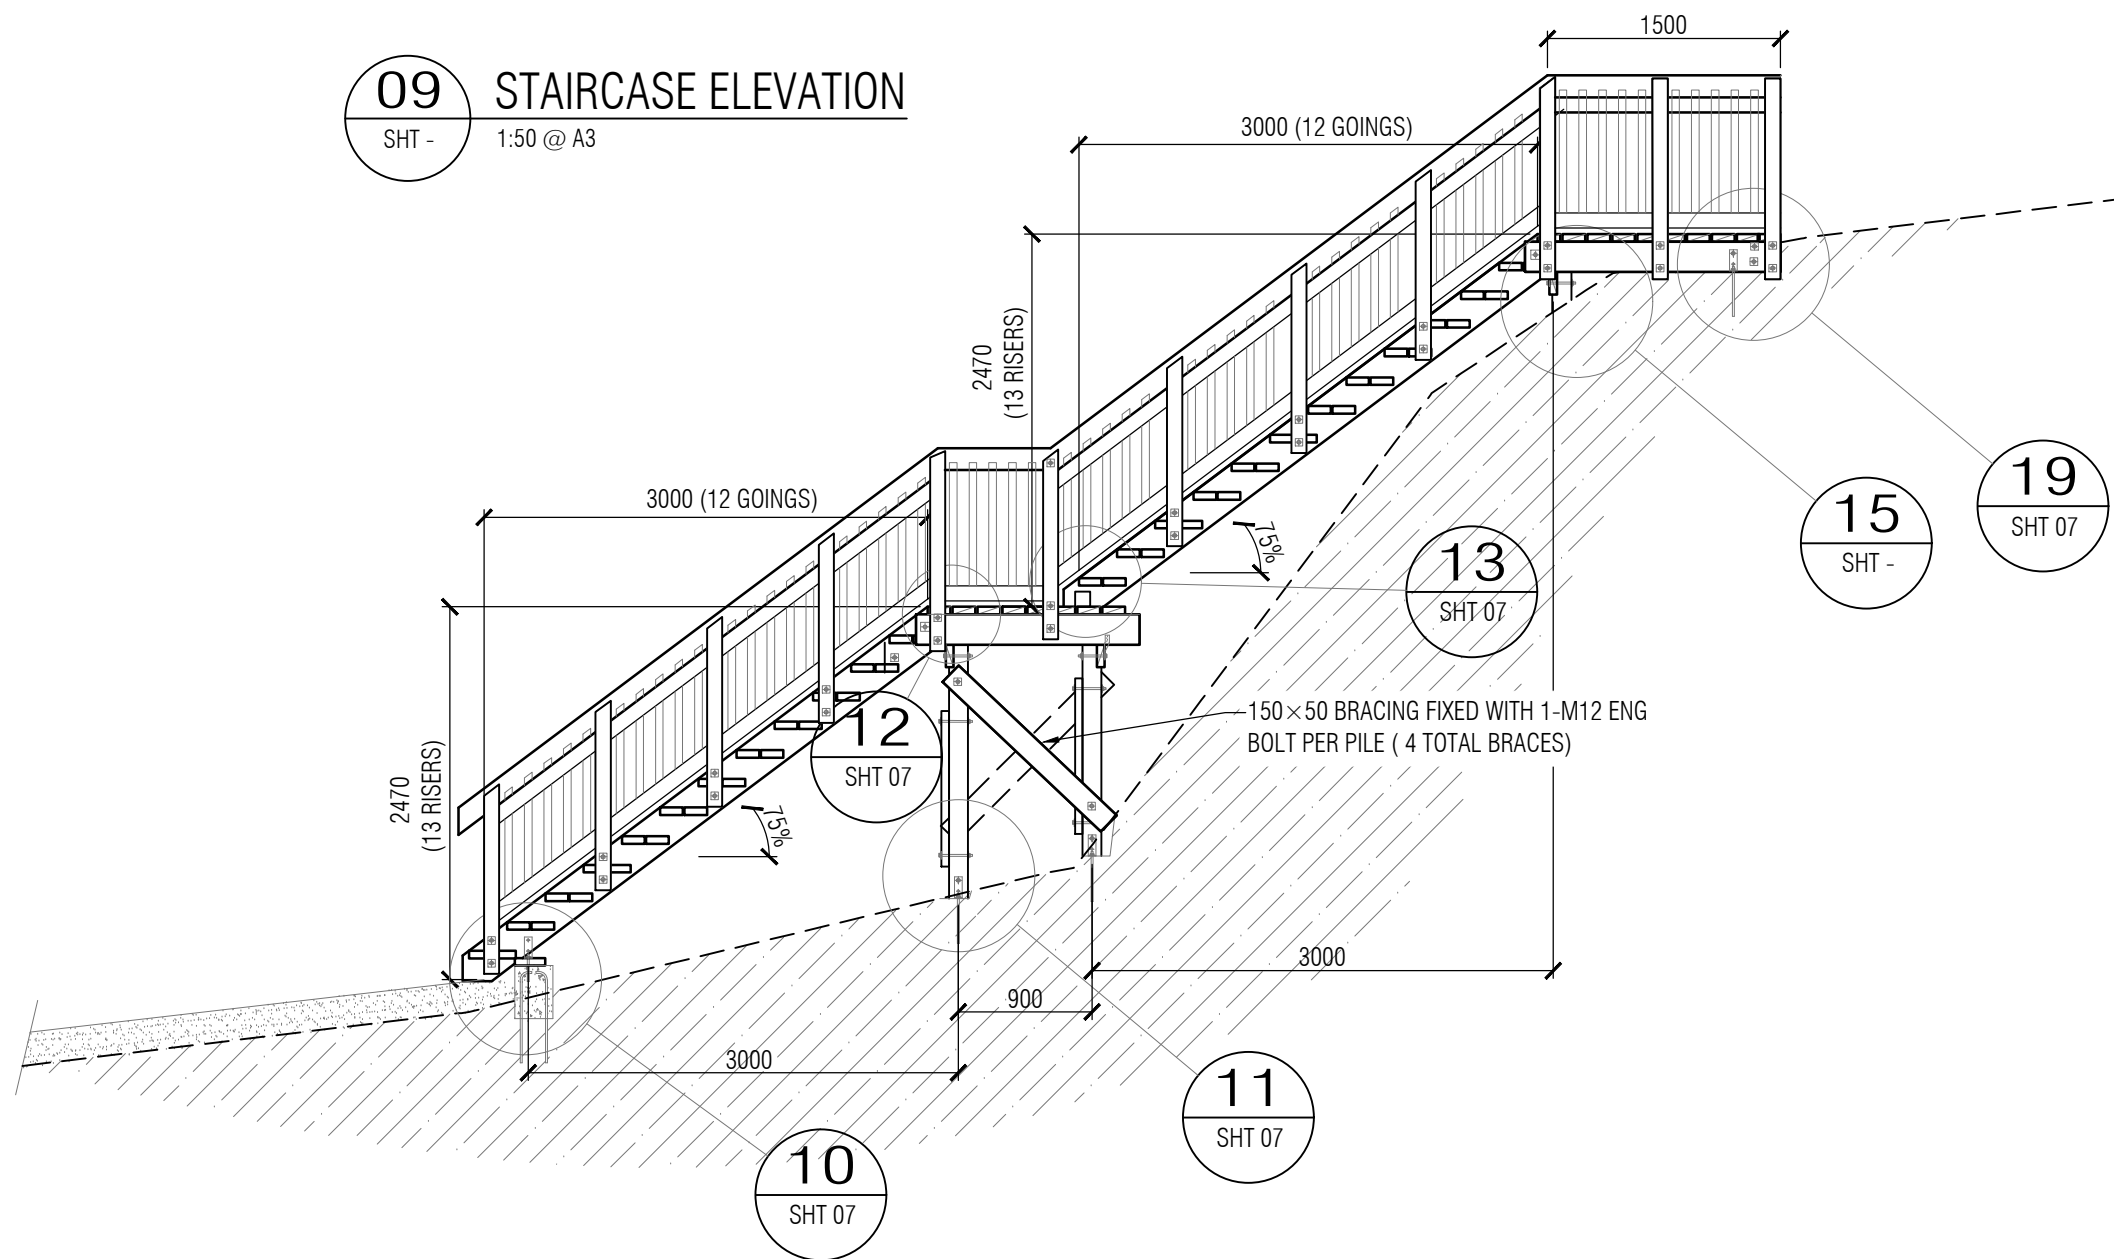 09
SHT -
STAIRCASE ELEVATION
1:50 @ A3
1500
3000 (12 GOINGS)
2470
(13 RISERS)
3000 (12 GOINGS)
75%
19
SHT 07
15
SHT -
13
SHT 07
12
SHT 07
150×50 BRACING FIXED WITH 1-M12 ENG
BOLT PER PILE ( 4 TOTAL BRACES)
2470
(13 RISERS)
75%
3000
900
3000
11
SHT 07
10
SHT 07